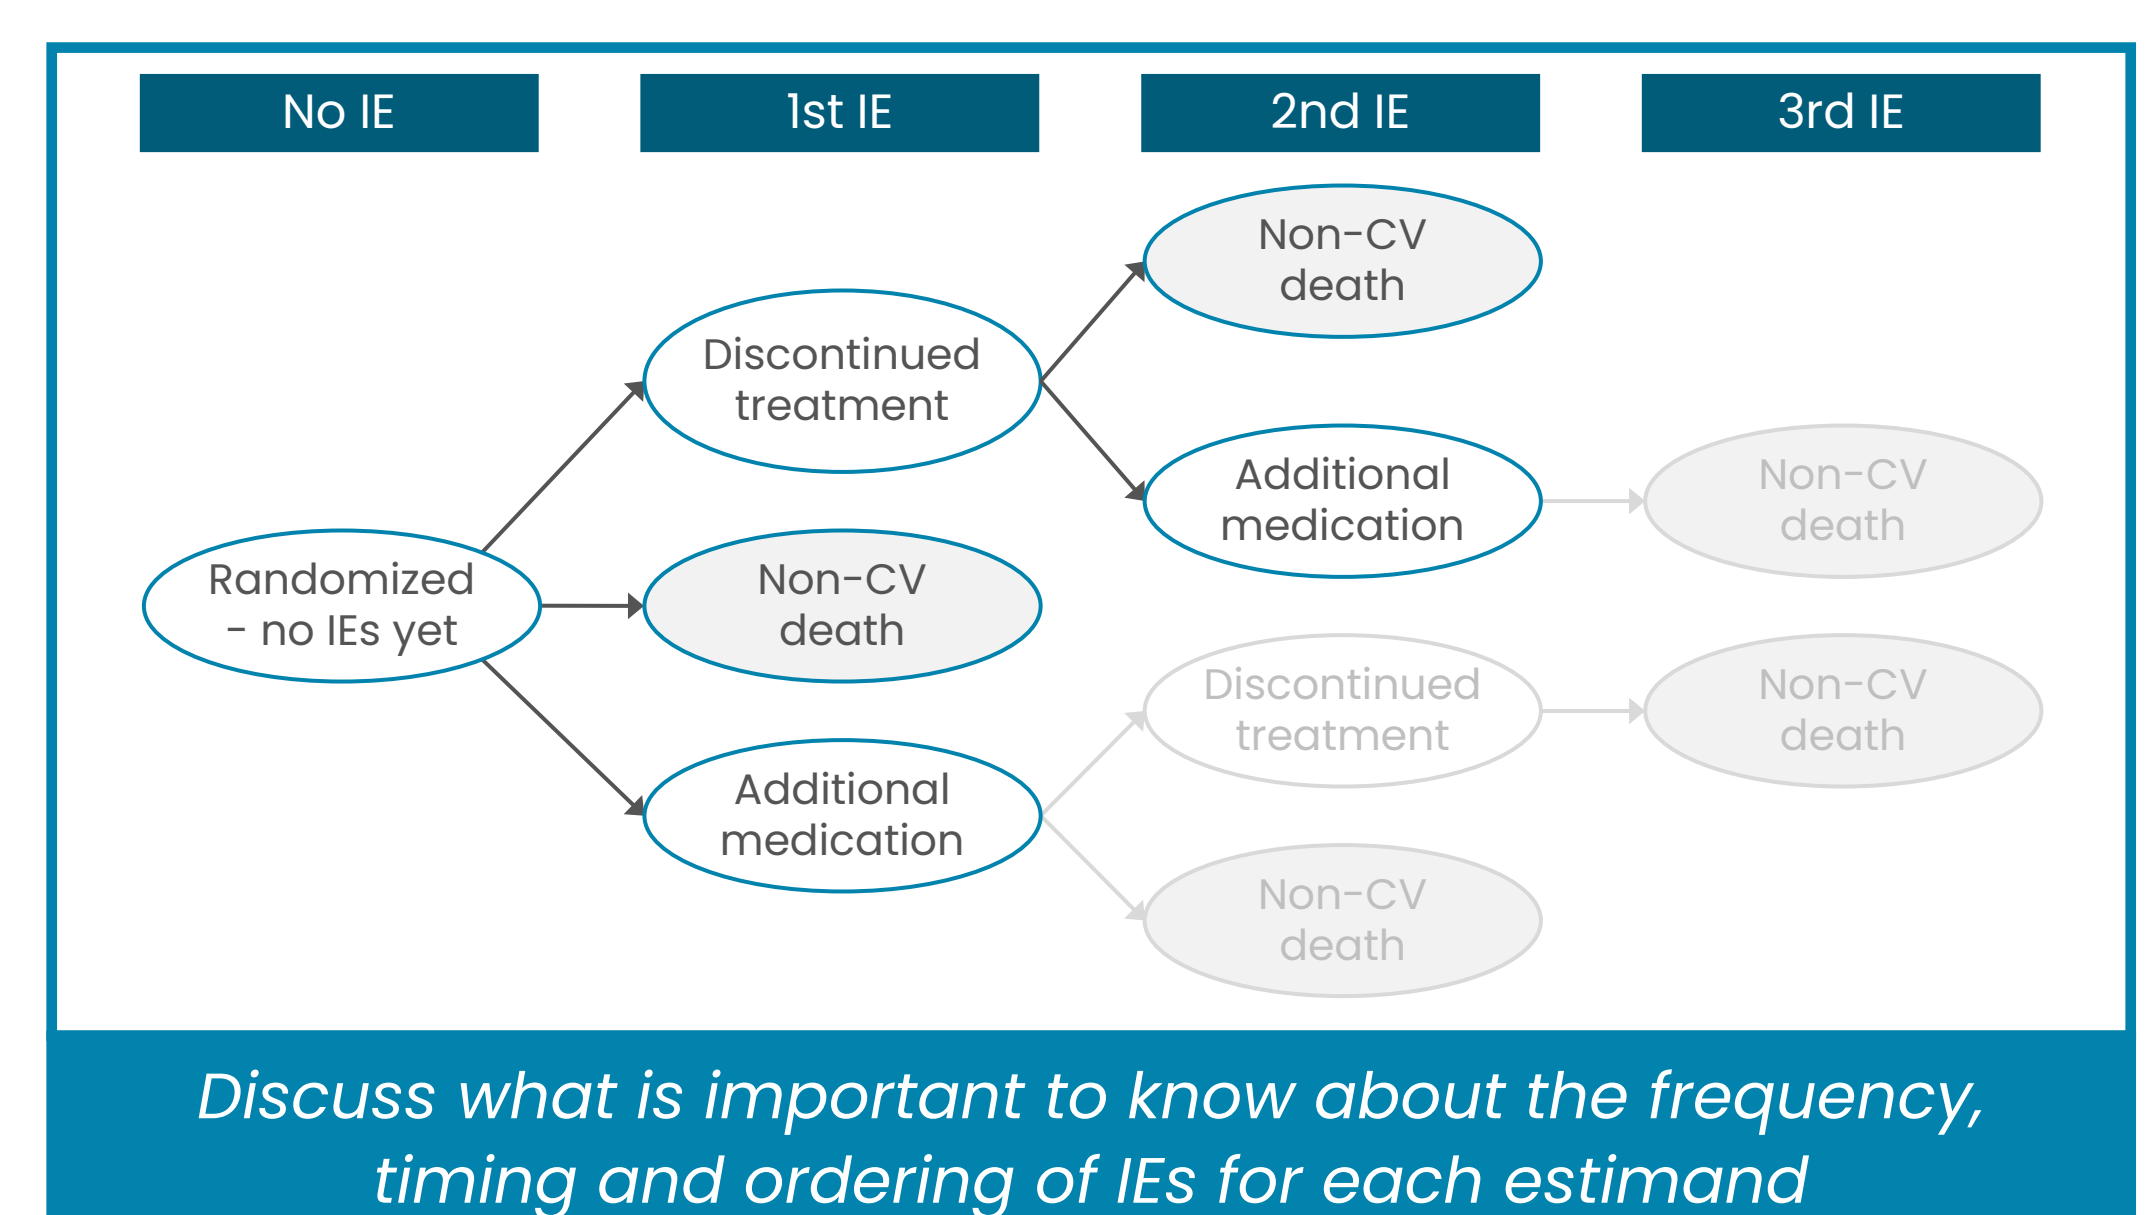 No IE
1st IE
2nd IE
3rd IE
Randomized
- no IEs yet
Discontinued
treatment
Non-CV
death
Additional
medication
Non-CV
death
Additional
medication
Discontinued
treatment
Non-CV
death
Non-CV
death
Non-CV
death
Discuss what is important to know about the frequency,
timing and ordering of IEs for each estimand